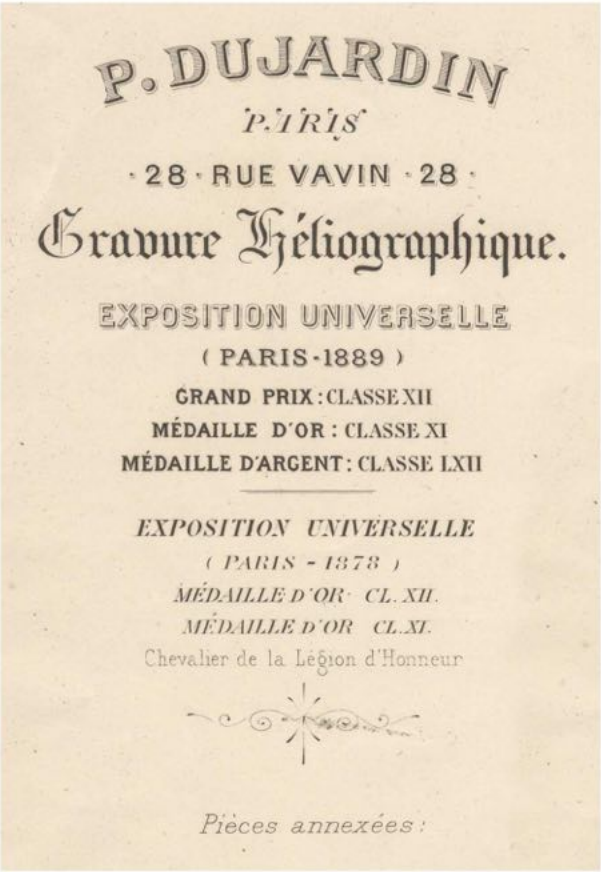 P. DUJARDIN
PARIS
· 28 · RUE VAVIN · 28 ·
Gravure Héliographique.
EXPOSITION UNIVERSELLE
( PARIS - 1889 )
GRAND PRIX : CLASSE XII
MÉDAILLE D'OR : CLASSE XI
MÉDAILLE D'ARGENT : CLASSE LXII
EXPOSITION UNIVERSELLE
( PARIS - 1878 )
MÉDAILLE D'OR CL. XII.
MÉDAILLE D'OR CL. XI.
Chevalier de la Légion d'Honneur
Pièces annexées :